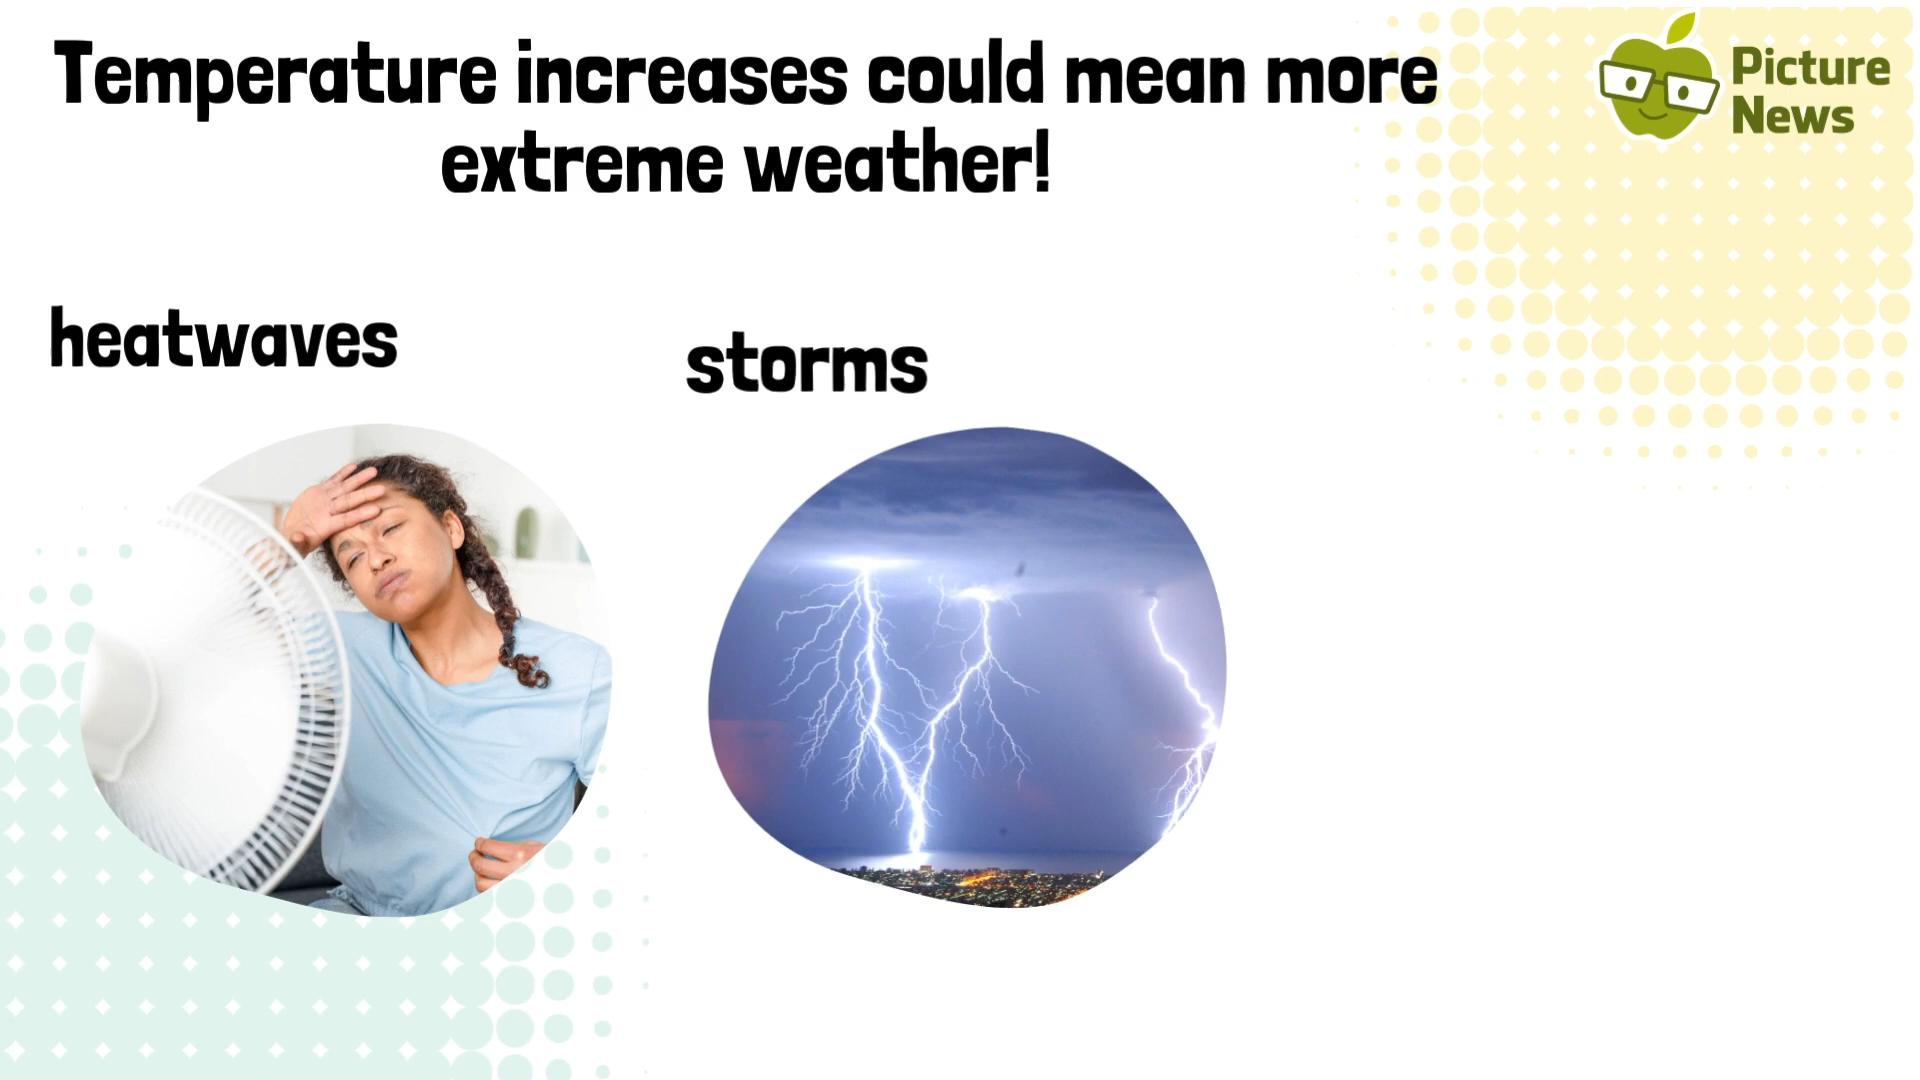 Temperature increases could mean more
extreme weather!
Picture
News
heatwaves
storms